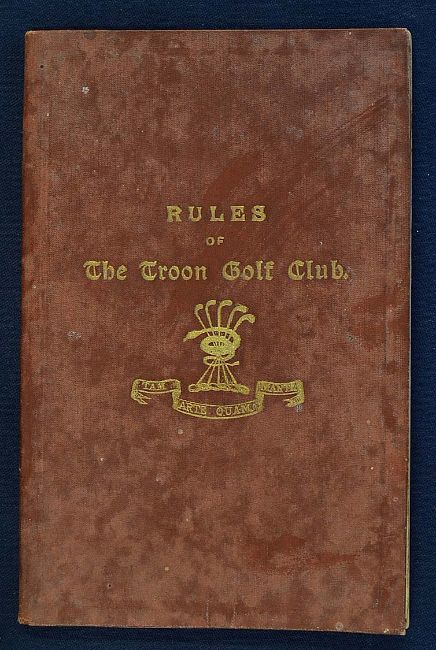 RULES
OF
The Troon Golf Club.
TAM ARTE QUAM MARTE